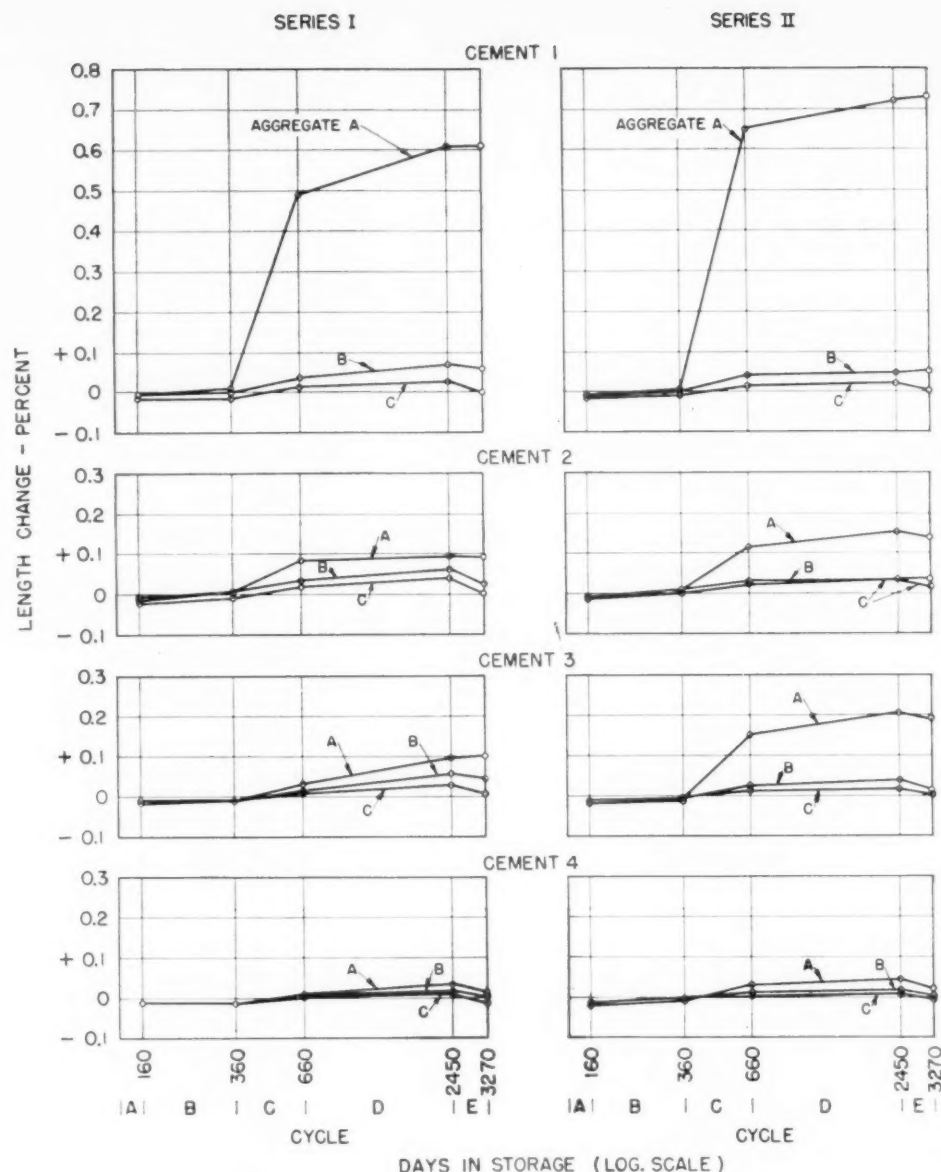 SERIES I
SERIES II
CEMENT 1
0.8
0.7
0.6
0.5
0.4
0.3
0.2
+ 0.1
0
- 0.1
AGGREGATE A
B
C
AGGREGATE A
B
C
LENGTH CHANGE - PERCENT
CEMENT 2
0.3
0.2
+ 0.1
0
- 0.1
A
B
C
A
B
C
CEMENT 3
0.3
0.2
+ 0.1
0
- 0.1
A
B
C
A
B
C
CEMENT 4
0.3
0.2
+ 0.1
0
- 0.1
A
B
C
A
B
C
160 360 660 2450 3270
160 360 660 2450 3270
A B C D E
A B C D E
CYCLE
CYCLE
DAYS IN STORAGE (LOG. SCALE)